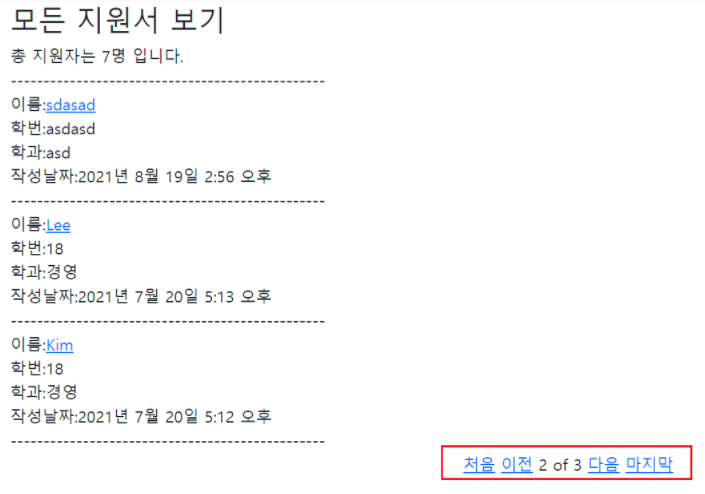 모든 지원서 보기
총 지원자는 7명 입니다.
------------------------------------------------
이름:sdasad
학번:asdasd
학과:asd
작성날짜:2021년 8월 19일 2:56 오후
------------------------------------------------
이름:Lee
학번:18
학과:경영
작성날짜:2021년 7월 20일 5:13 오후
------------------------------------------------
이름:Kim
학번:18
학과:경영
작성날짜:2021년 7월 20일 5:12 오후
------------------------------------------------
처음 이전 2 of 3 다음 마지막